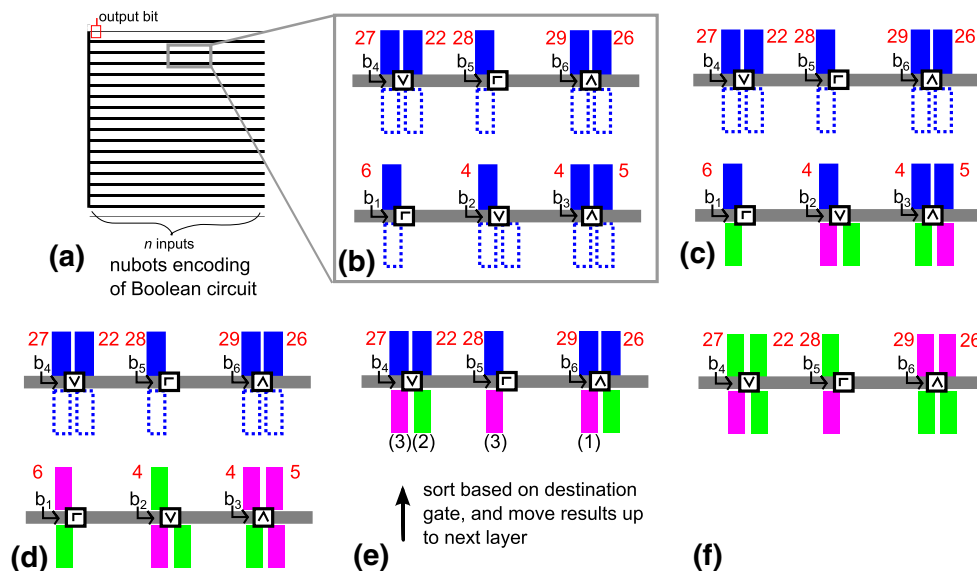 output bit
n inputs
nubots encoding
of Boolean circuit
(a)
27 22 28 29 26
b4 ∨ b5 ⌐ b6 ∧
6 4 4 5
b1 ⌐ b2 ∨ b3 ∧
(b)
27 22 28 29 26
b4 ∨ b5 ⌐ b6 ∧
6 4 4 5
b1 ⌐ b2 ∨ b3 ∧
(c)
27 22 28 29 26
b4 ∨ b5 ⌐ b6 ∧
6 4 4 5
b1 ⌐ b2 ∨ b3 ∧
(d)
27 22 28 29 26
b4 ∨ b5 ⌐ b6 ∧
(3)(2) (3) (1)
sort based on destination
gate, and move results up
to next layer
(e)
27 22 28 29 26
b4 ∨ b5 ⌐ b6 ∧
(f)